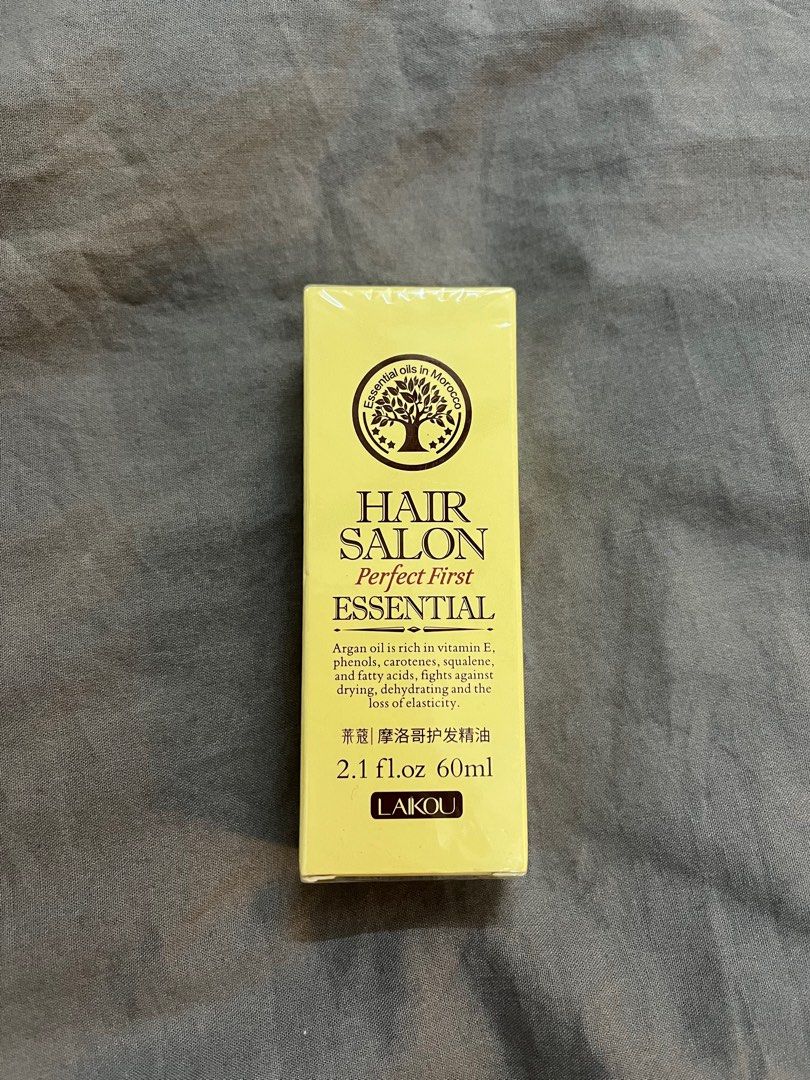 Essential oils in Morocco
HAIR
SALON
Perfect First
ESSENTIAL
Argan oil is rich in vitamin E,
phenols, carotenes, squalene,
and fatty acids, fights against
drying, dehydrating and the
loss of elasticity.
莱蔻|摩洛哥护发精油
2.1 fl.oz 60ml
LAIKOU